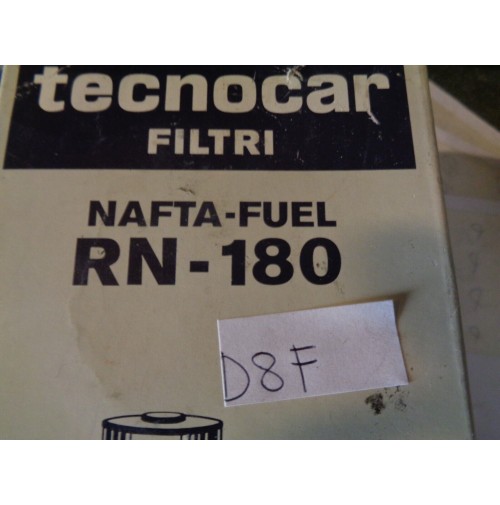 tecnocar
FILTRI
NAFTA-FUEL
RN-180
D8F